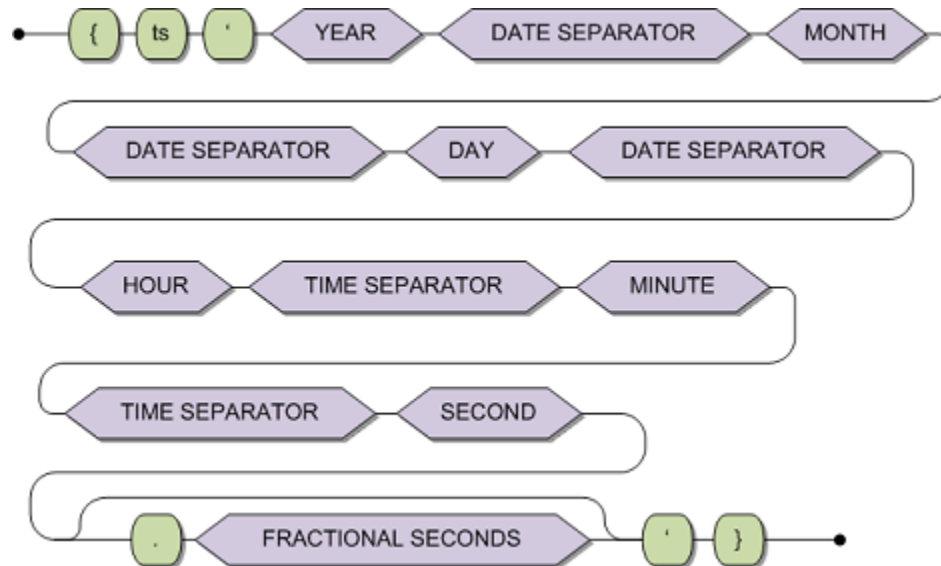 { ts ‘ YEAR DATE SEPARATOR MONTH
DATE SEPARATOR DAY DATE SEPARATOR
HOUR TIME SEPARATOR MINUTE
TIME SEPARATOR SECOND
. FRACTIONAL SECONDS ‘ }